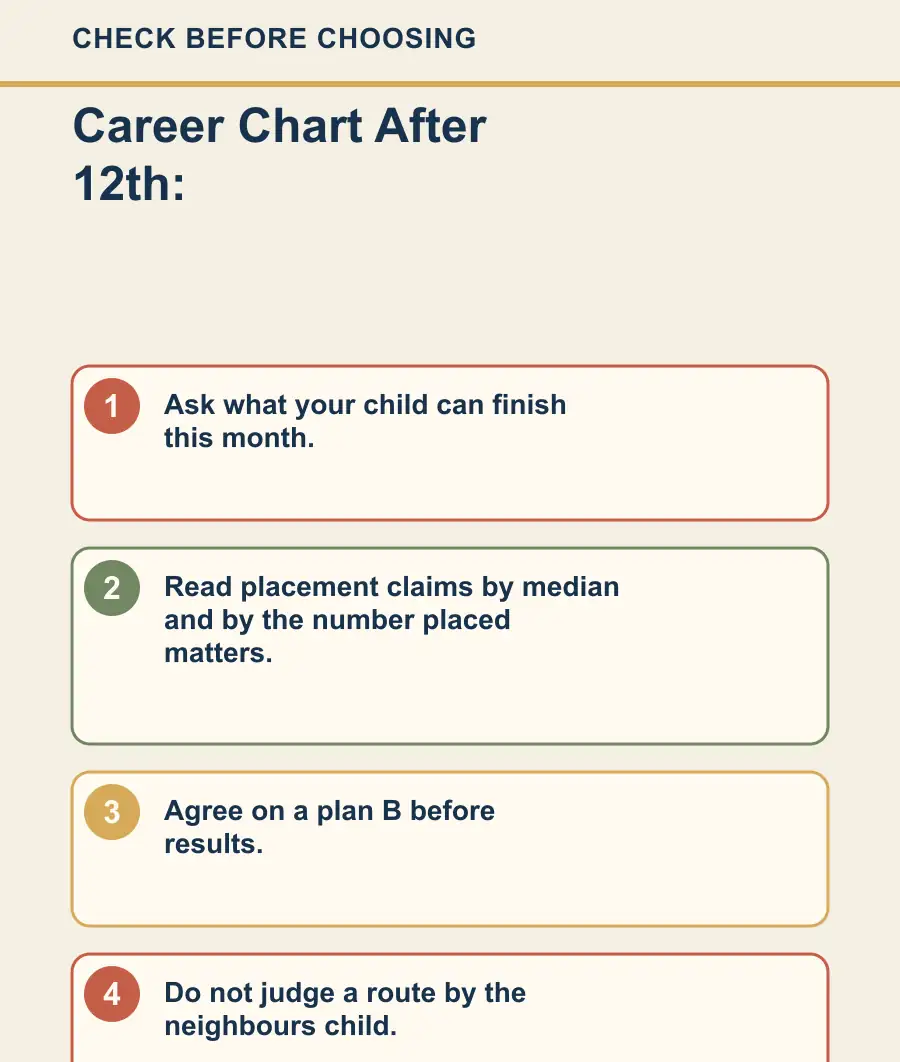 CHECK BEFORE CHOOSING
Career Chart After
12th:
1
Ask what your child can finish
this month.
2
Read placement claims by median
and by the number placed
matters.
3
Agree on a plan B before
results.
4
Do not judge a route by the
neighbours child.